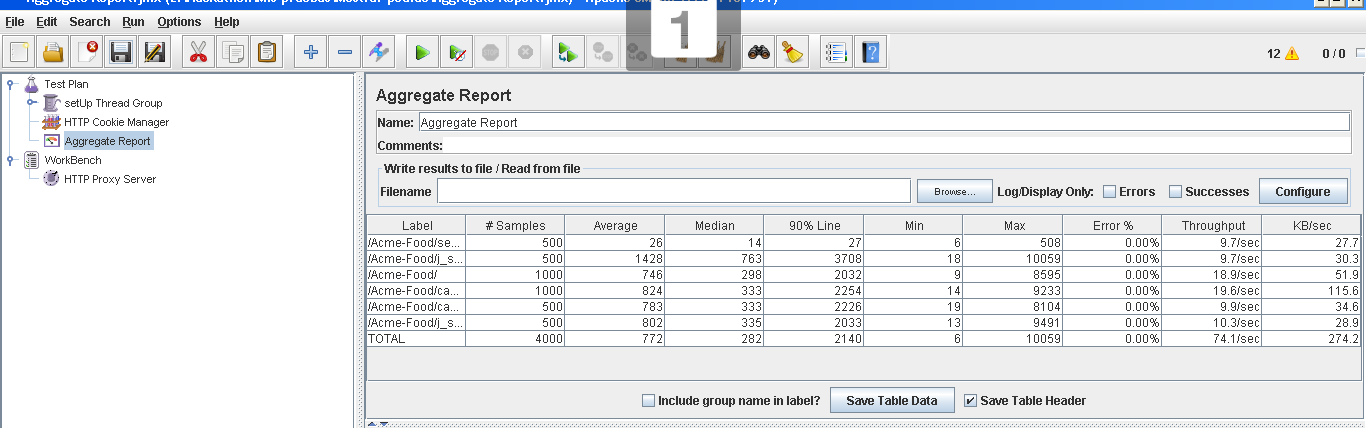 1
File Edit Search Run Options Help
12 0 / 0
Test Plan
setUp Thread Group
HTTP Cookie Manager
Aggregate Report
WorkBench
HTTP Proxy Server
Aggregate Report
Name: Aggregate Report
Comments:
Write results to file / Read from file
Filename Browse... Log/Display Only: Errors Successes Configure
Label # Samples Average Median 90% Line Min Max Error % Throughput KB/sec
/Acme-Food/se... 500 26 14 27 6 508 0.00% 9.7/sec 27.7
/Acme-Food/j_s... 500 1428 763 3708 18 10059 0.00% 9.7/sec 30.3
/Acme-Food/ 1000 746 298 2032 9 8595 0.00% 18.9/sec 51.9
/Acme-Food/ca... 1000 824 333 2254 14 9233 0.00% 19.6/sec 115.6
/Acme-Food/ca... 500 783 333 2226 19 8104 0.00% 9.9/sec 34.6
/Acme-Food/j_s... 500 802 335 2033 13 9491 0.00% 10.3/sec 28.9
TOTAL 4000 772 282 2140 6 10059 0.00% 74.1/sec 274.2
Include group name in label? Save Table Data Save Table Header